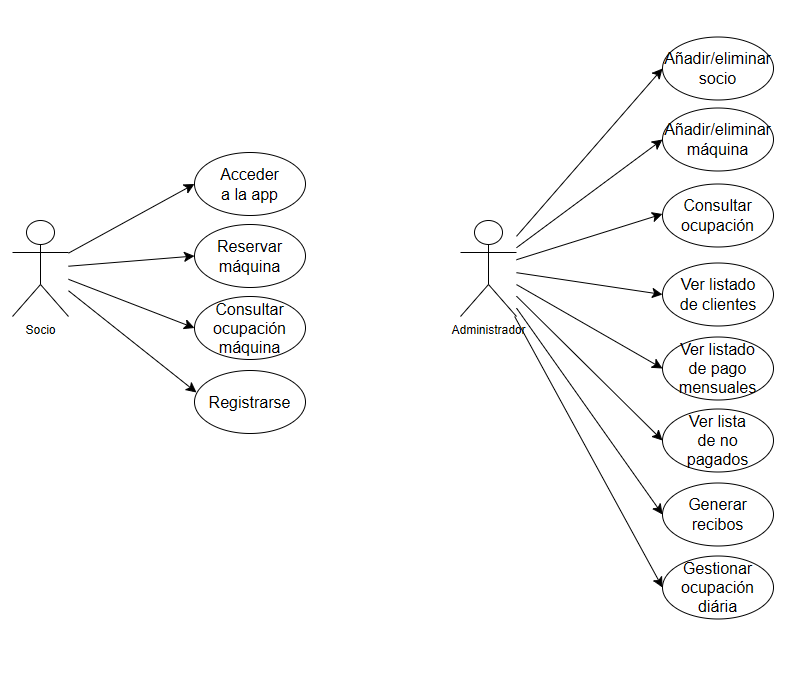 Acceder
a la app
Reservar
máquina
Consultar
ocupación
máquina
Registrarse
Socio
Añadir/eliminar
socio
Añadir/eliminar
máquina
Consultar
ocupación
Ver listado
de clientes
Ver listado
de pago
mensuales
Ver lista
de no
pagados
Generar
recibos
Gestionar
ocupación
diária
Administrador